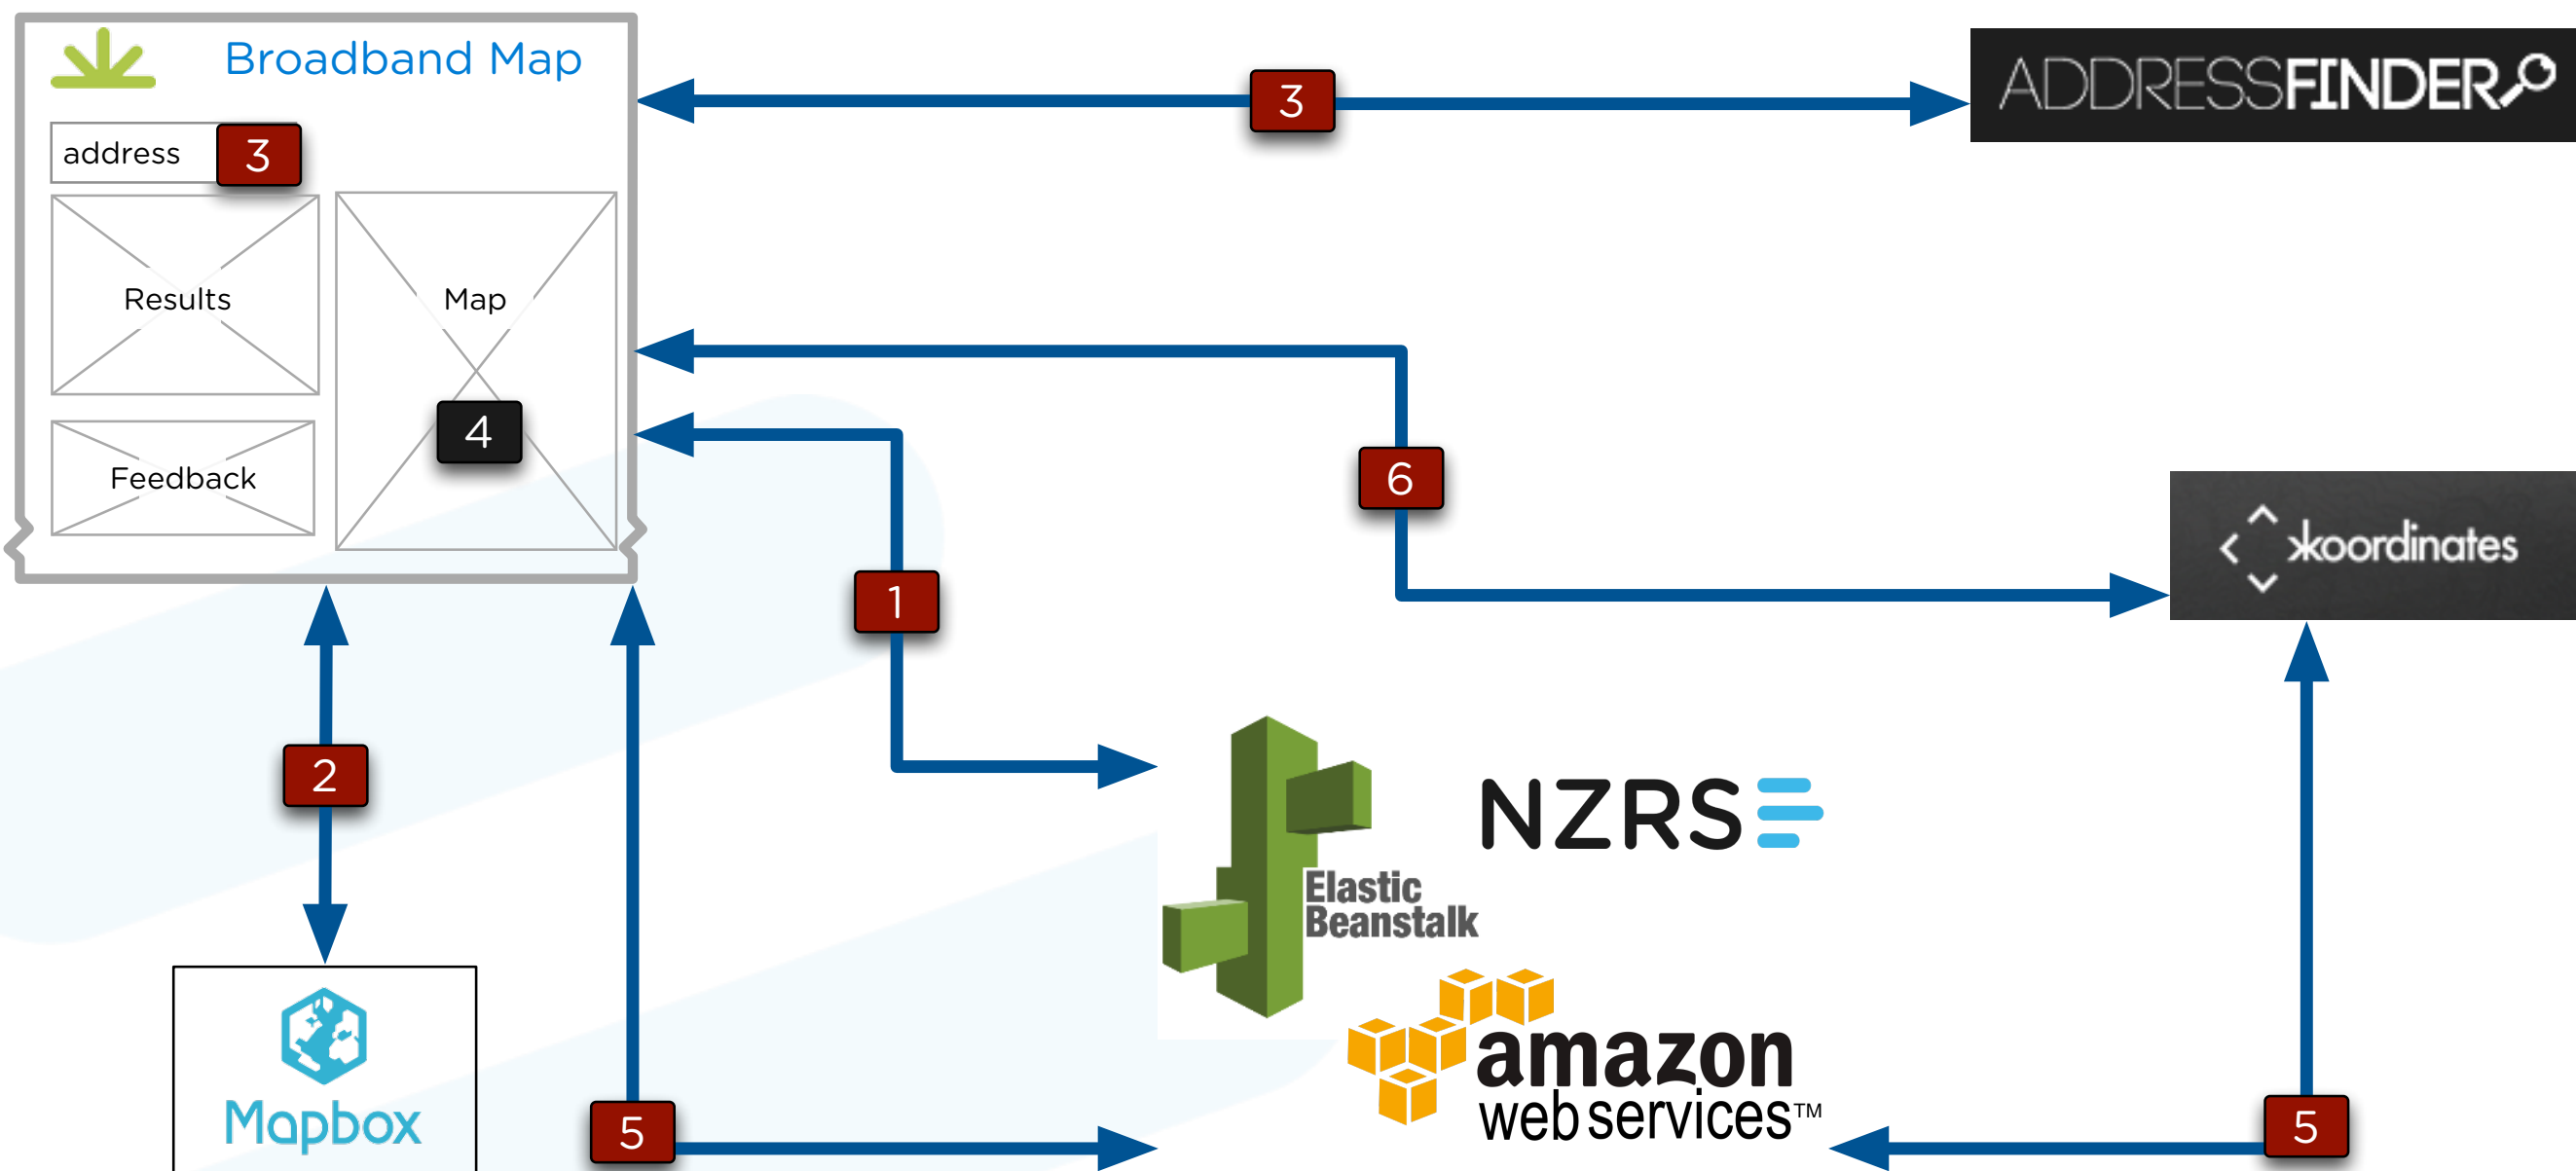 Broadband Map
address
3
Results
Map
4
Feedback
3
ADDRESSFINDER
6
koordinates
1
2
Elastic
Beanstalk
NZRS
amazon
web services™
Mapbox
5
5